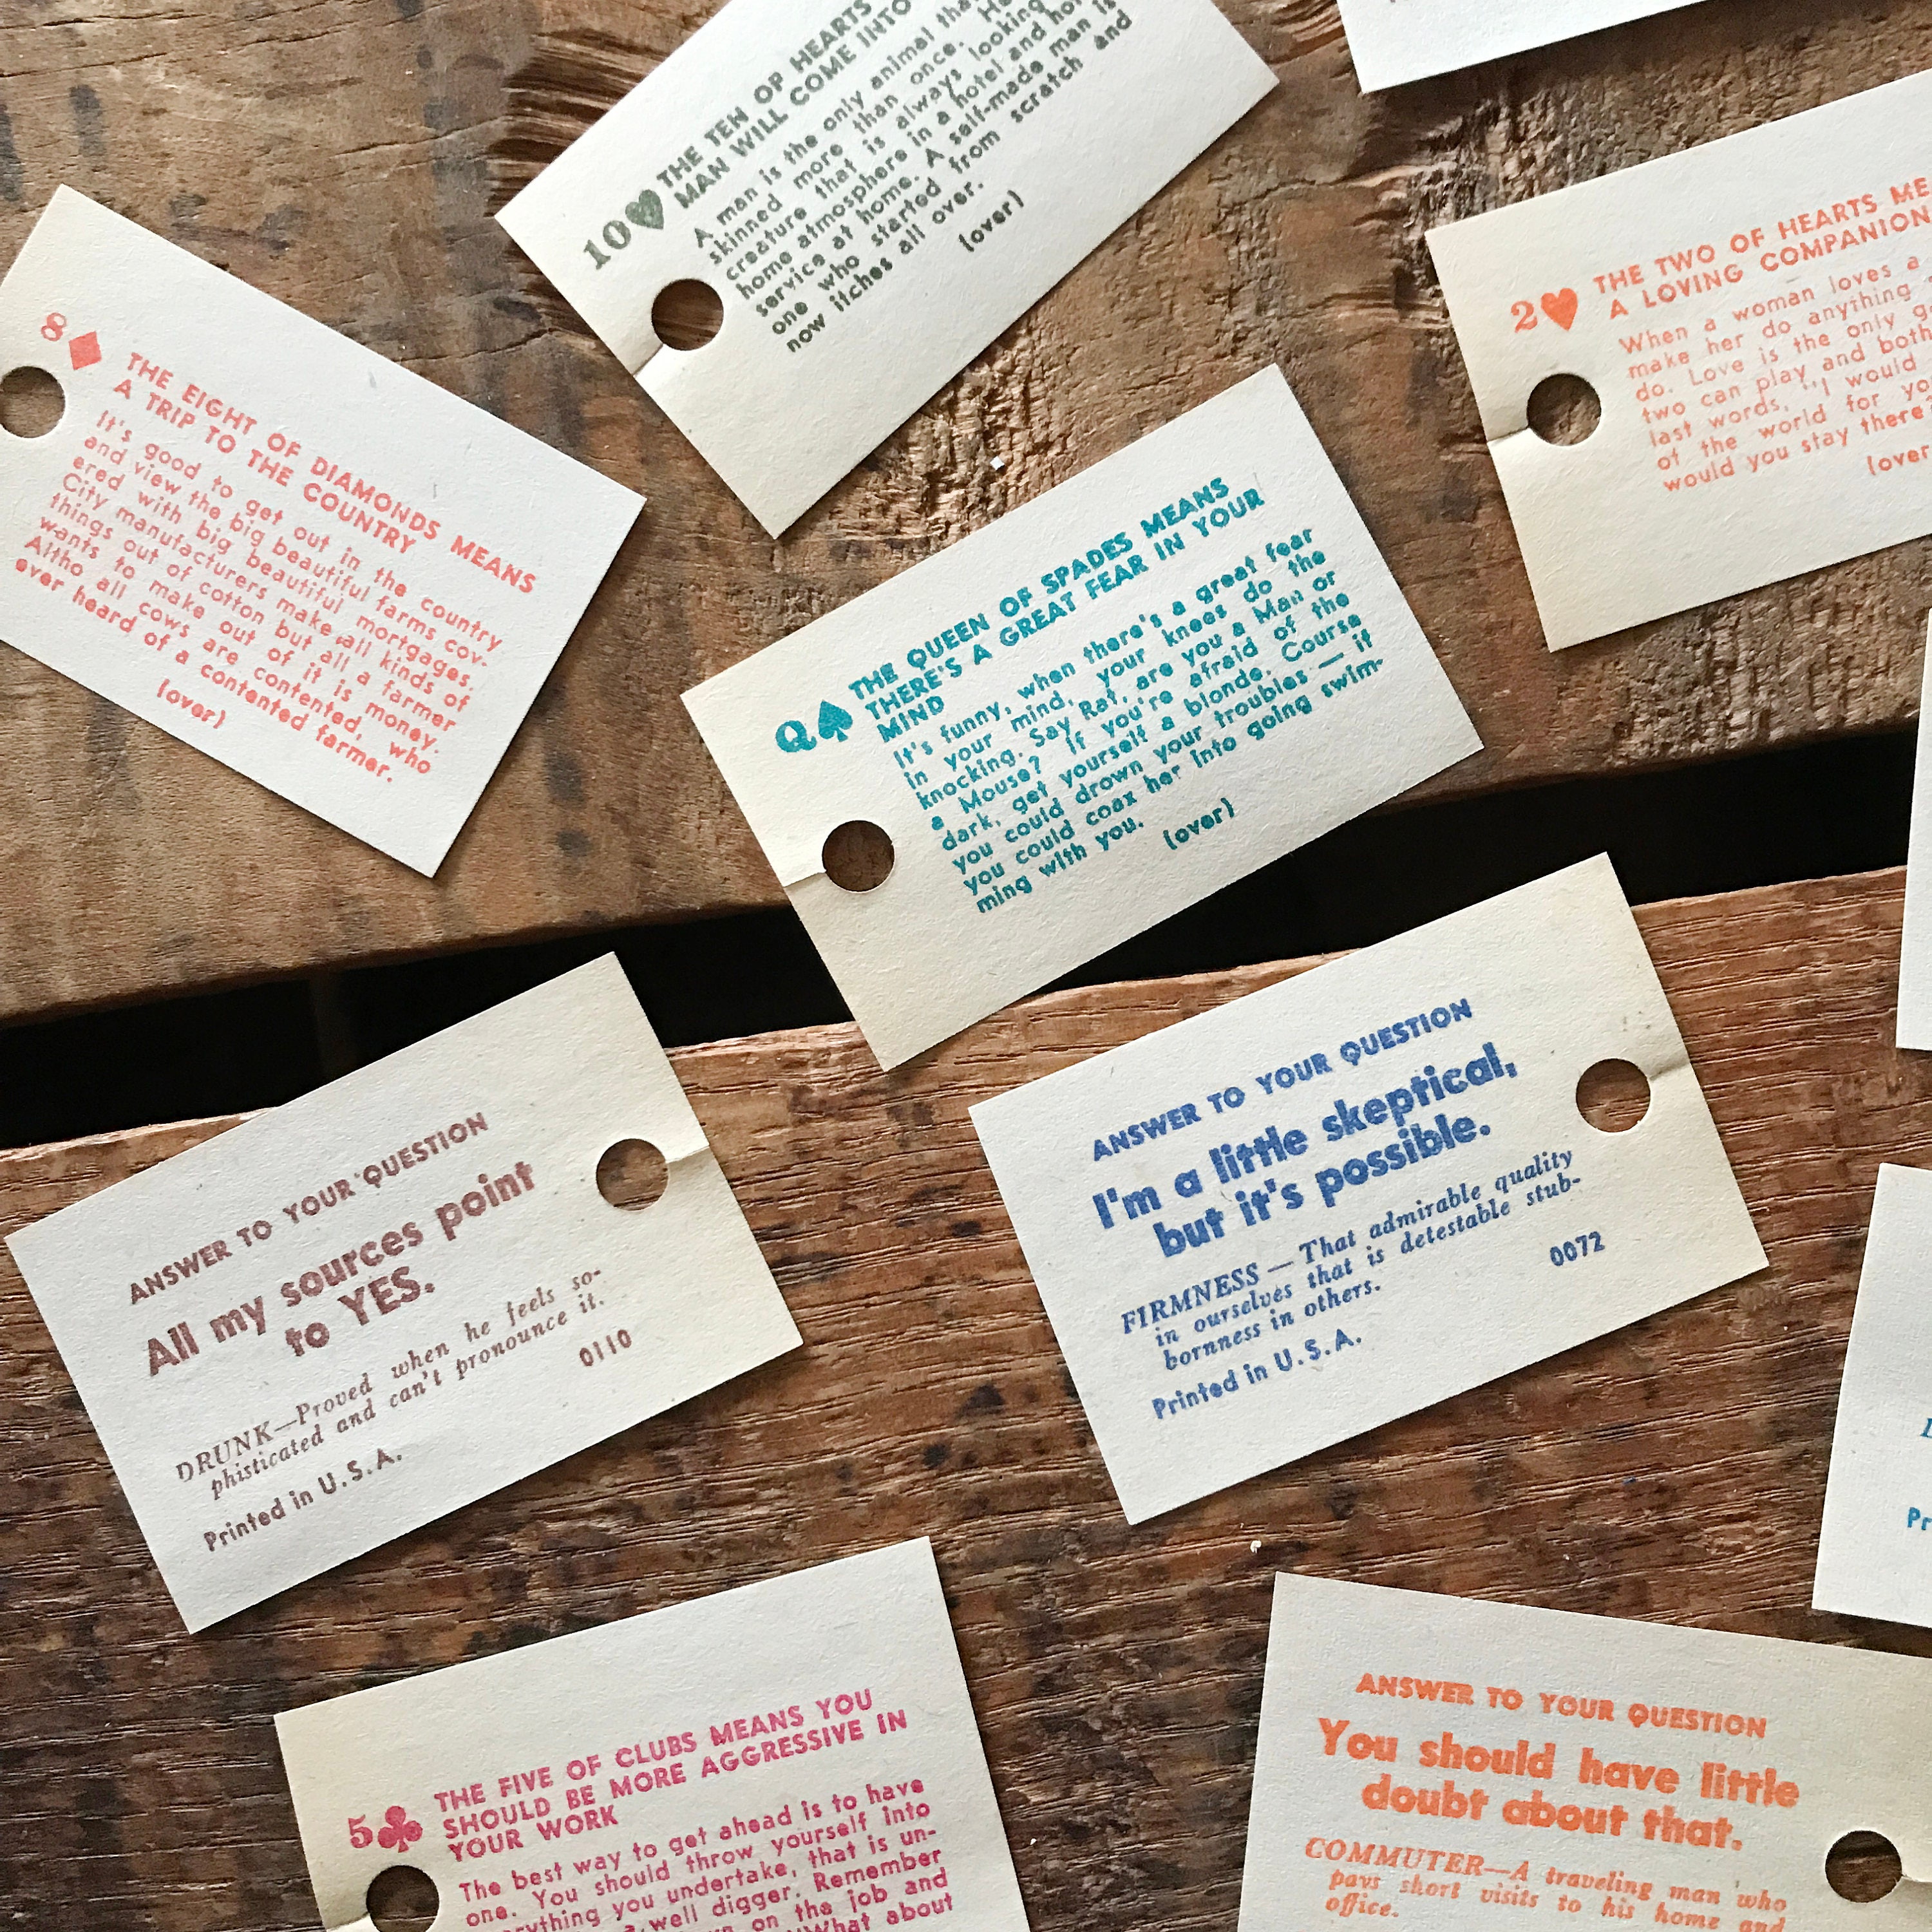 10♥ THE TEN OF HEARTS
MAN WILL COME INTO
A man is the only animal that
skinned more than once. He
creature that is always looking
home atmosphere in a hotel and
service at home. A self-made man is
one who started from scratch and
now itches all over.
(over)
8♦ THE EIGHT OF DIAMONDS MEANS
A TRIP TO THE COUNTRY
It's good to get out in the country
and view the big beautiful farms cov-
ered with big beautiful mortgages.
City manufacturers make all kinds of
things out of cotton but all a farmer
wants to make out of it is money.
Altho all cows are contented, who
ever heard of a contented farmer.
(over)
2♥ THE TWO OF HEARTS
A LOVING COMPANION
When a woman loves a
make her do anything
do. Love is the only
two can play and both
last words, "I would
of the world for
would you stay there?
(over
Q♠ THE QUEEN OF SPADES MEANS
THERE'S A GREAT FEAR IN YOUR
MIND
It's funny, when there's a great fear
in your mind, your knees do the
knocking. Say Rat, are you a Man or
a Mouse? If you're afraid of the
dark, get yourself a blonde. Course
you could drown your troubles — if
you could coax her into going swim-
ming with you.
(over)
ANSWER TO YOUR QUESTION
All my sources point
to YES.
DRUNK—Proved when he feels so-
phisticated and can't pronounce it.
0110
Printed in U.S.A.
ANSWER TO YOUR QUESTION
I'm a little skeptical,
but it's possible.
FIRMNESS — That admirable quality
in ourselves that is detestable stub-
bornness in others.
0072
Printed in U.S.A.
5♣ THE FIVE OF CLUBS MEANS YOU
SHOULD BE MORE AGGRESSIVE IN
YOUR WORK
The best way to get ahead is to have
one. You should throw yourself into
everything you undertake, that is un-
a well digger. Remember
on the job and
What about
ANSWER TO YOUR QUESTION
You should have little
doubt about that.
COMMUTER—A traveling man who
pays short visits to his home and
office.